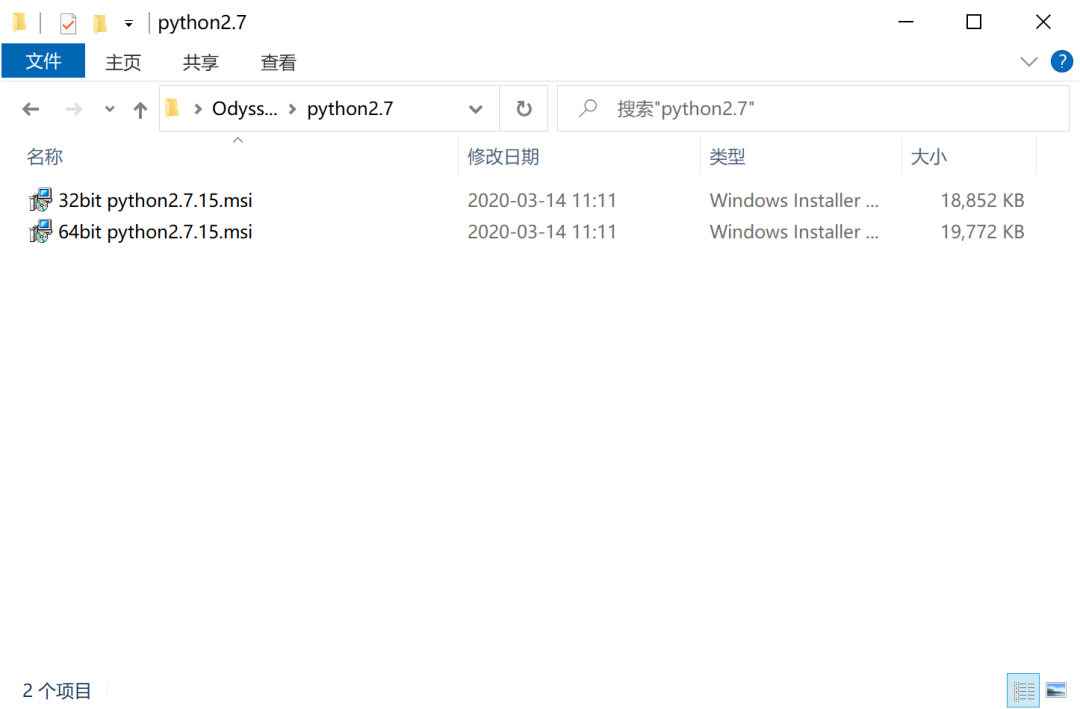 python2.7
文件 主页 共享 查看
Odyss... python2.7 搜索"python2.7"
名称 修改日期 类型 大小
32bit python2.7.15.msi 2020-03-14 11:11 Windows Installer ... 18,852 KB
64bit python2.7.15.msi 2020-03-14 11:11 Windows Installer ... 19,772 KB
2 个项目